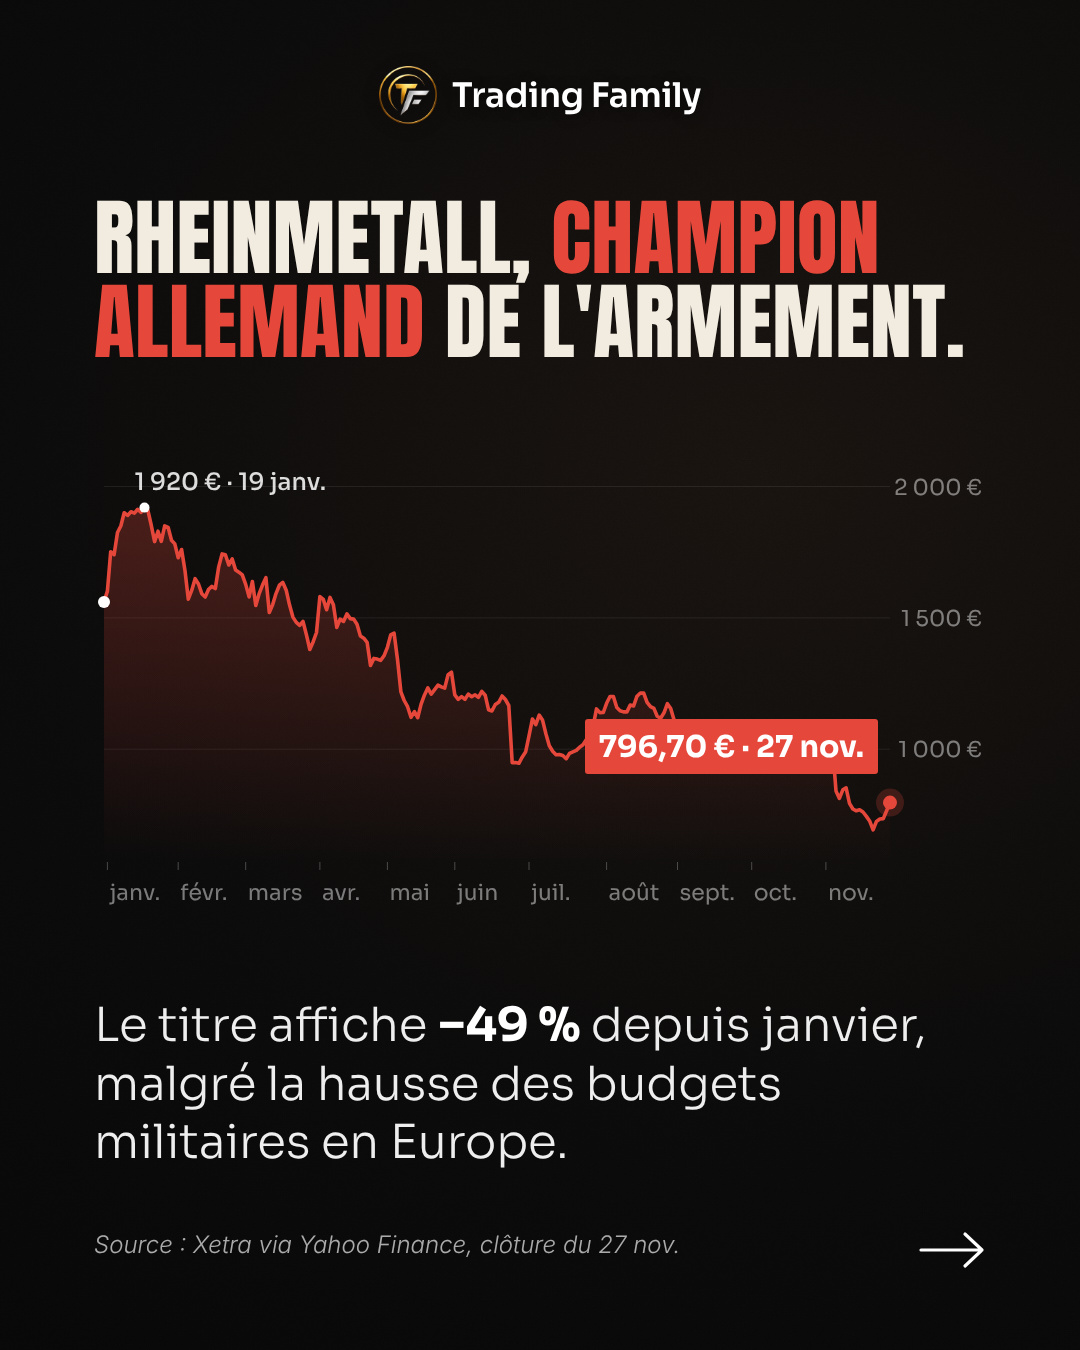 Trading Family
RHEINMETALL, CHAMPION
ALLEMAND DE L'ARMEMENT.
1 920 € · 19 janv.
2 000 €
1 500 €
796,70 € · 27 nov.
1 000 €
janv. févr. mars avr. mai juin juil. août sept. oct. nov.
Le titre affiche –49 % depuis janvier,
malgré la hausse des budgets
militaires en Europe.
Source : Xetra via Yahoo Finance, clôture du 27 nov.